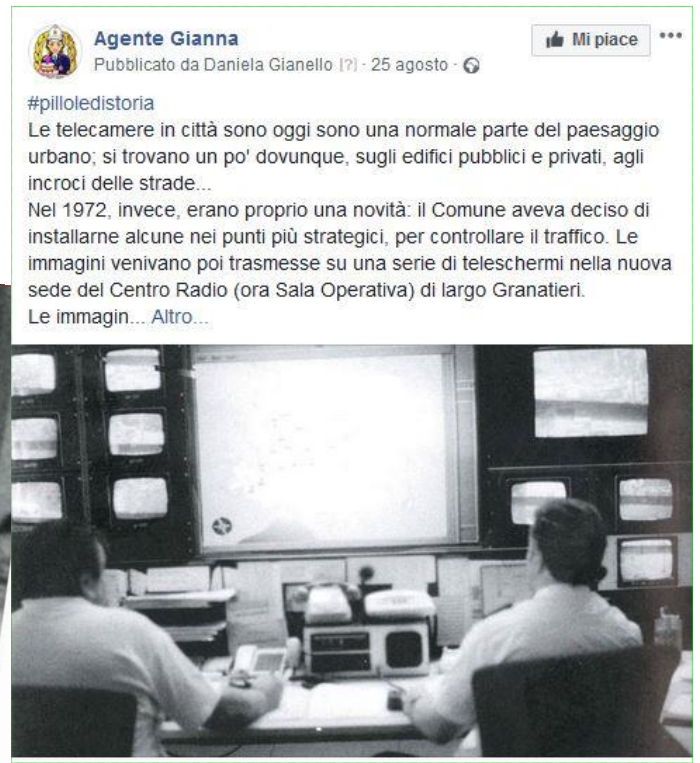 Agente Gianna
Mi piace
Pubblicato da Daniela Gianello [?] · 25 agosto ·
#pilloledistoria
Le telecamere in città sono oggi sono una normale parte del paesaggio
urbano; si trovano un po' dovunque, sugli edifici pubblici e privati, agli
incroci delle strade...
Nel 1972, invece, erano proprio una novità: il Comune aveva deciso di
installarne alcune nei punti più strategici, per controllare il traffico. Le
immagini venivano poi trasmesse su una serie di teleschermi nella nuova
sede del Centro Radio (ora Sala Operativa) di largo Granatieri.
Le immagin... Altro...